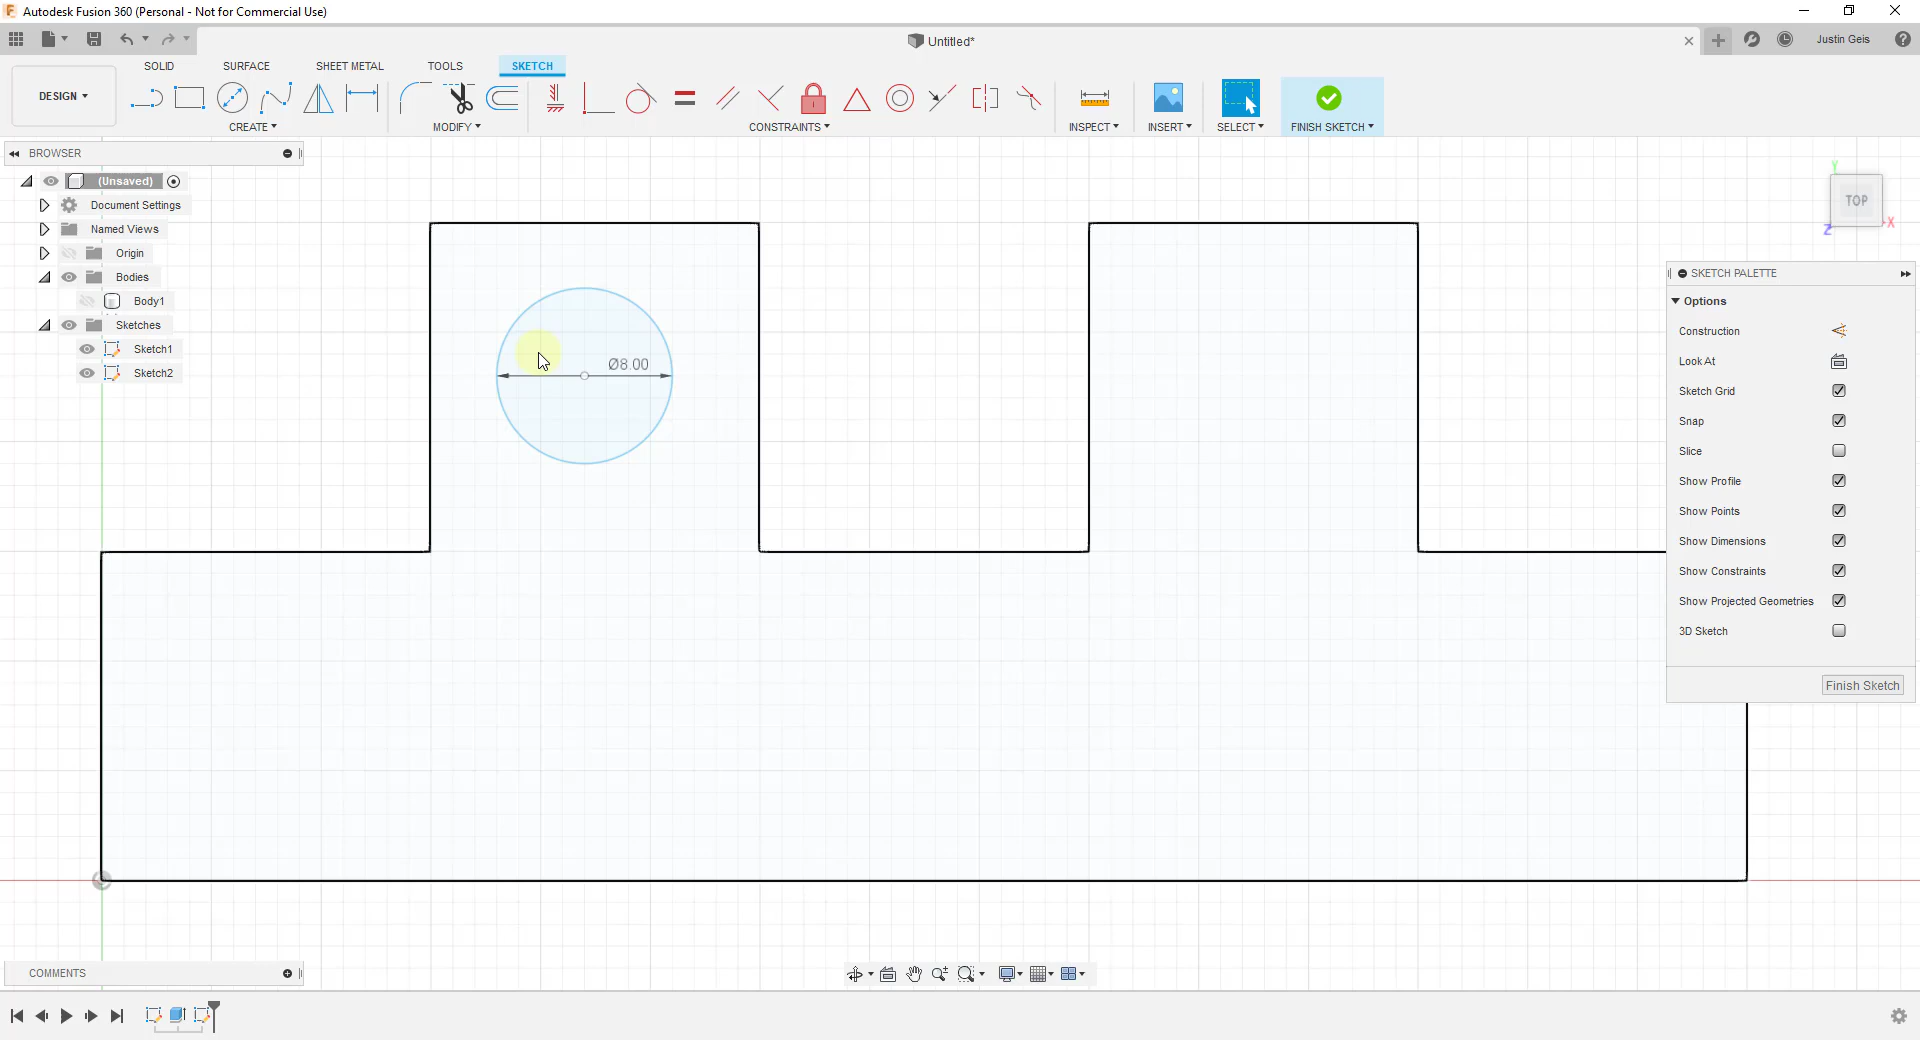 Autodesk Fusion 360 (Personal - Not for Commercial Use)
Untitled*
Justin Geis
DESIGN
SOLID
SURFACE
SHEET METAL
TOOLS
SKETCH
CREATE
MODIFY
CONSTRAINTS
INSPECT
INSERT
SELECT
FINISH SKETCH
BROWSER
(Unsaved)
Document Settings
Named Views
Origin
Bodies
Body1
Sketches
Sketch1
Sketch2
Ø8.00
Y
TOP
X
Z
SKETCH PALETTE
Options
Construction
Look At
Sketch Grid
Snap
Slice
Show Profile
Show Points
Show Dimensions
Show Constraints
Show Projected Geometries
3D Sketch
Finish Sketch
COMMENTS